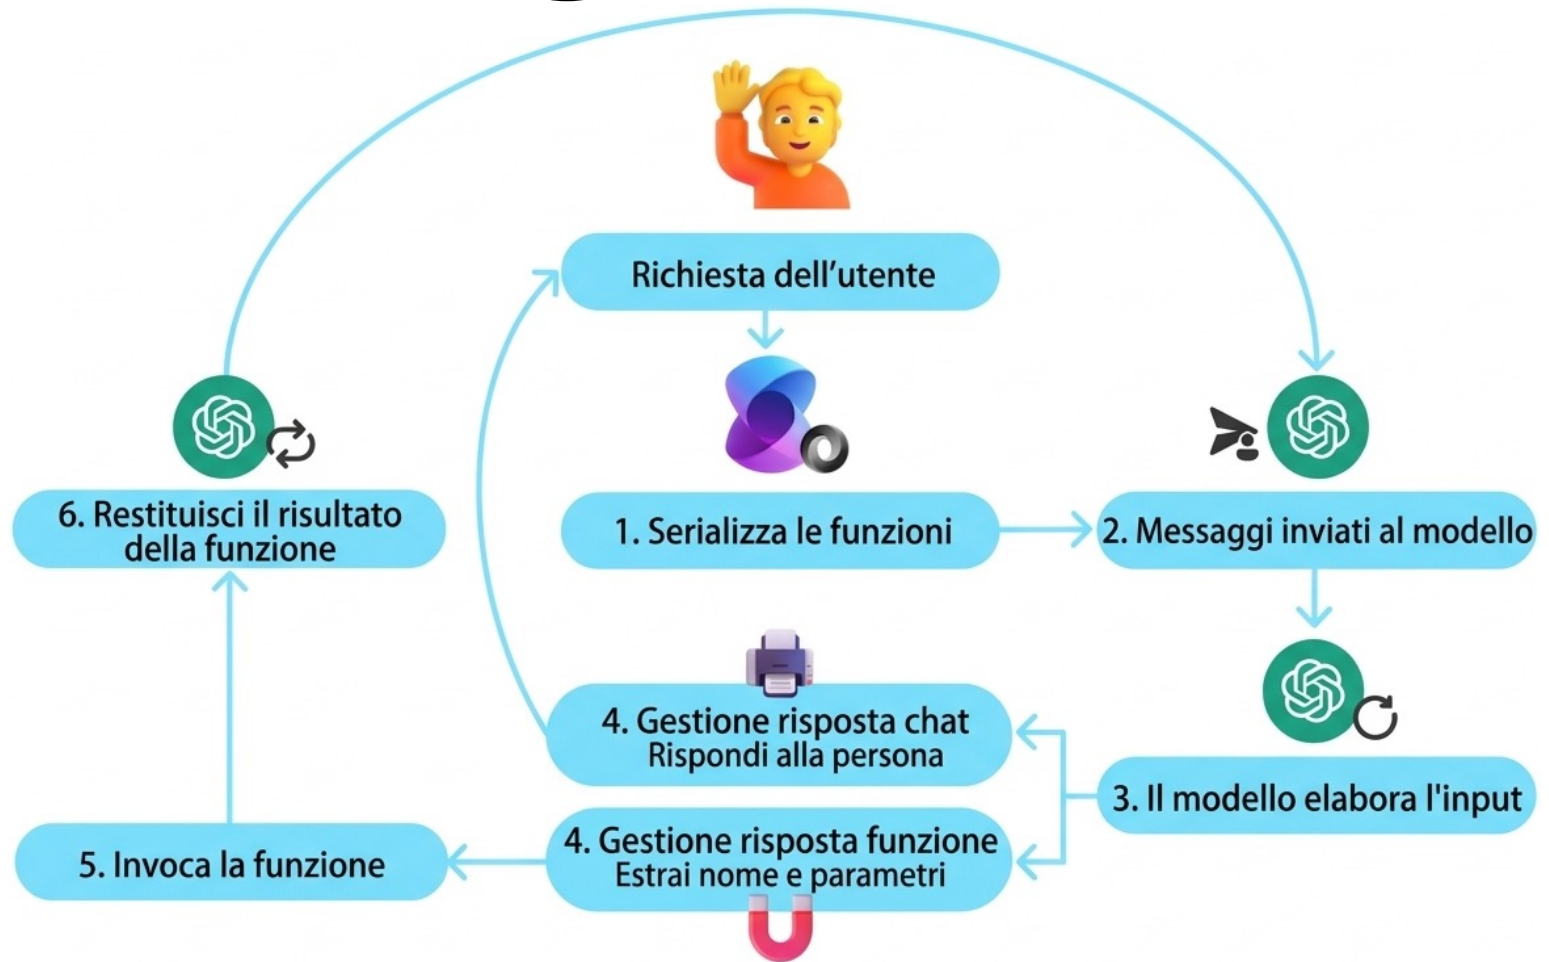 Richiesta dell’utente
1. Serializza le funzioni
2. Messaggi inviati al modello
3. Il modello elabora l'input
4. Gestione risposta chat
Rispondi alla persona
4. Gestione risposta funzione
Estrai nome e parametri
5. Invoca la funzione
6. Restituisci il risultato
della funzione